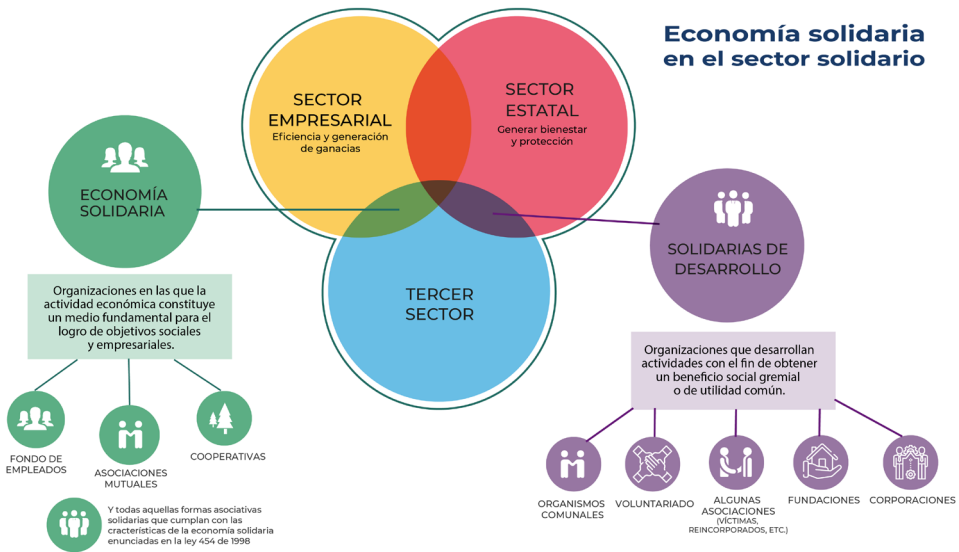 Economía solidaria
en el sector solidario
SECTOR
EMPRESARIAL
Eficiencia y generación
de ganacias
SECTOR
ESTATAL
Generar bienestar
y protección
TERCER
SECTOR
ECONOMÍA
SOLIDARIA
Organizaciones en las que la
actividad económica constituye
un medio fundamental para el
logro de objetivos sociales
y empresariales.
FONDO DE
EMPLEADOS
ASOCIACIONES
MUTUALES
COOPERATIVAS
Y todas aquellas formas asociativas
solidarias que cumplan con las
cracterísticas de la economía solidaria
enunciadas en la ley 454 de 1998
SOLIDARIAS DE
DESARROLLO
Organizaciones que desarrollan
actividades con el fin de obtener
un beneficio social gremial
o de utilidad común.
ORGANISMOS
COMUNALES
VOLUNTARIADO
ALGUNAS
ASOCIACIONES
(VÍCTIMAS,
REINCORPORADOS, ETC.)
FUNDACIONES
CORPORACIONES